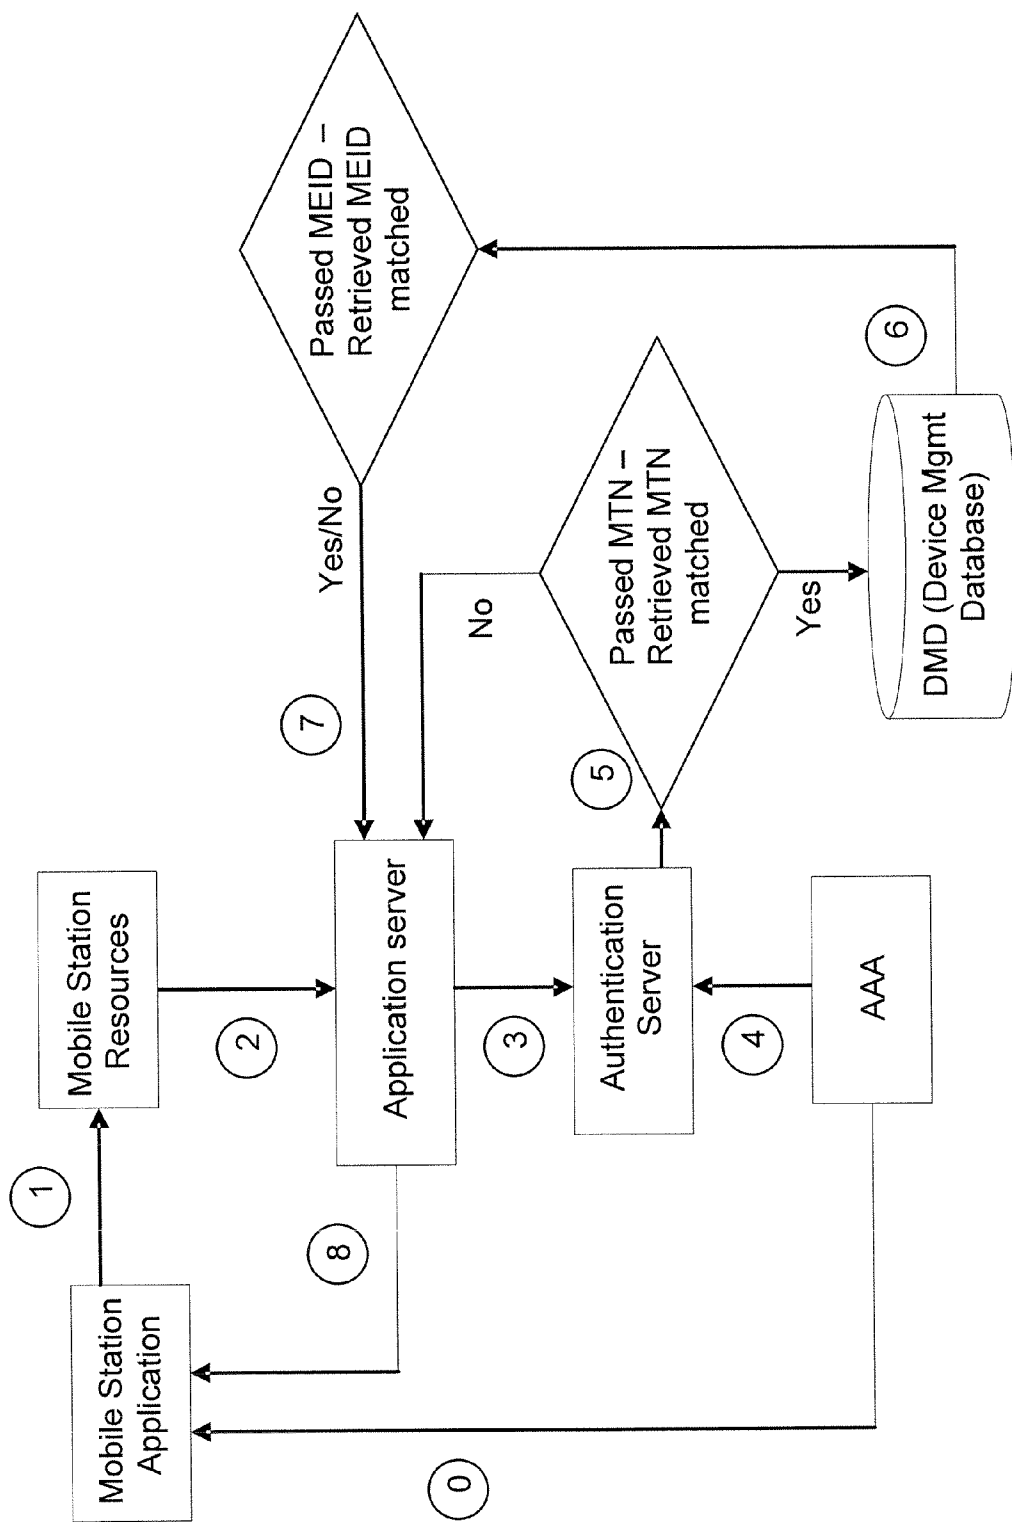 1
Mobile Station
Application
Mobile Station
Resources
2
8
7
Yes/No
Passed MEID –
Retrieved MEID
matched
Application server
0
3
No
Authentication
Server
5
Passed MTN –
Retrieved MTN
matched
4
Yes
6
AAA
DMD (Device Mgmt
Database)